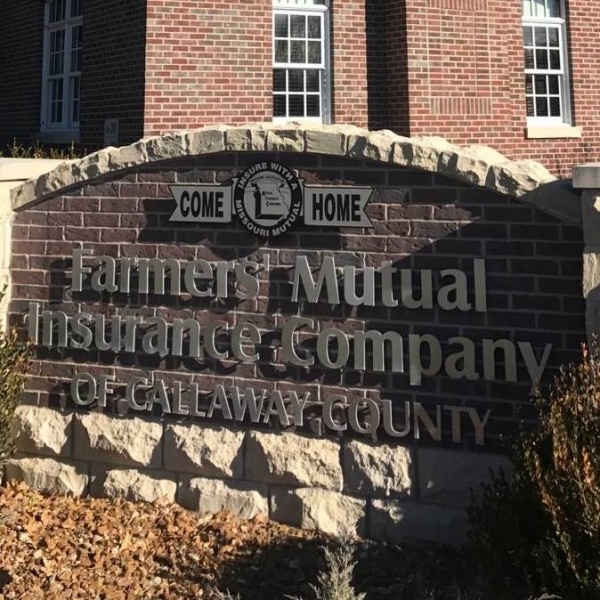 INSURE WITH A
COME HOME
MISSOURI MUTUAL
Farmers' Mutual
Insurance Company
OF CALLAWAY COUNTY